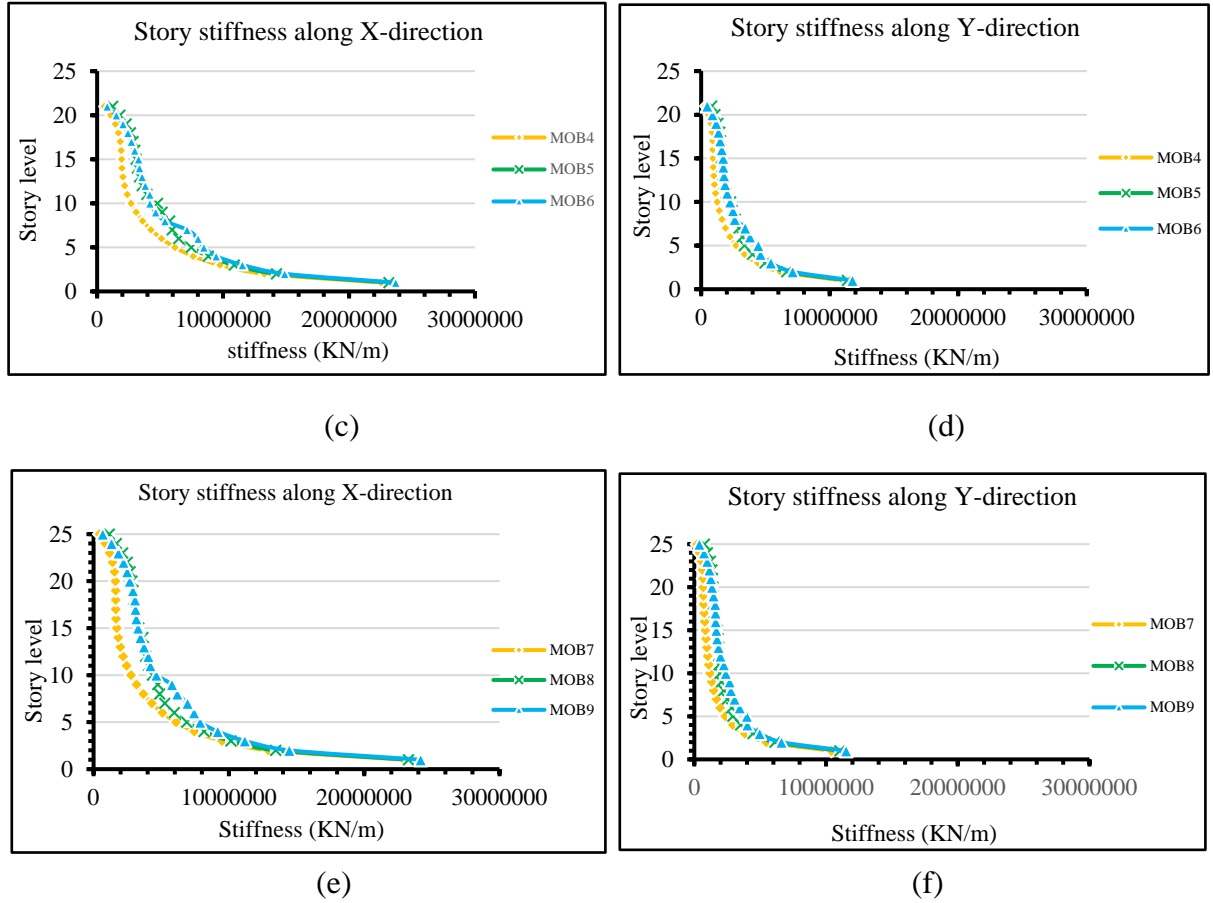 Story stiffness along X-direction
25
20
15
10
5
0
0 10000000 20000000 30000000
Story level
stiffness (KN/m)
MOB4
MOB5
MOB6
(c)
Story stiffness along Y-direction
25
20
15
10
5
0
0 10000000 20000000 30000000
Story level
Stiffness (KN/m)
MOB4
MOB5
MOB6
(d)
Story stiffness along X-direction
25
20
15
10
5
0
0 10000000 20000000 30000000
Story level
Stiffness (KN/m)
MOB7
MOB8
MOB9
(e)
Story stiffness along Y-direction
25
20
15
10
5
0
0 10000000 20000000 30000000
Story level
Stiffness (KN/m)
MOB7
MOB8
MOB9
(f)